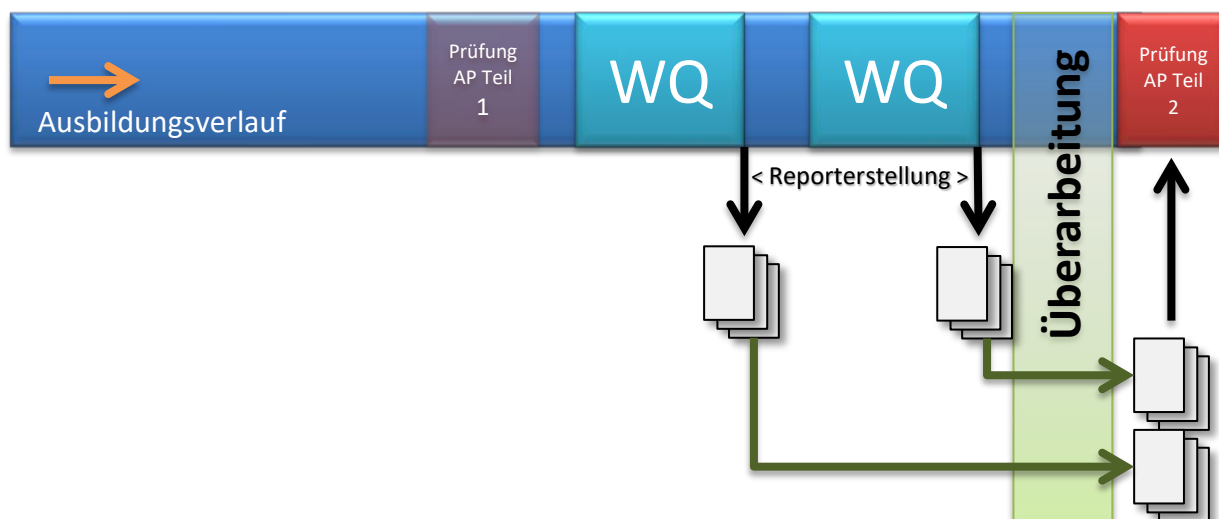 Ausbildungsverlauf
Prüfung
AP Teil
1
WQ
WQ
Überarbeitung
Prüfung
AP Teil
2
< Reporterstellung >